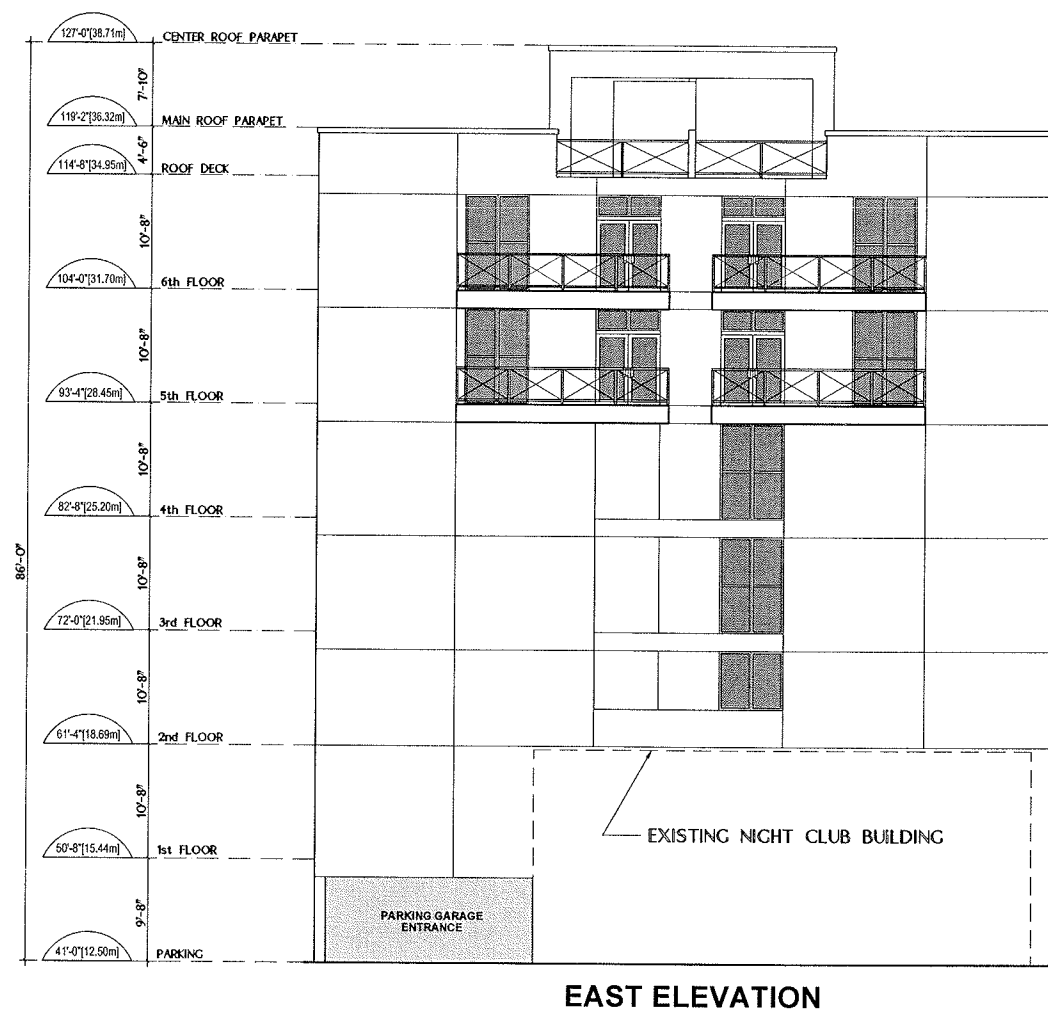 127'-0"[38.71m] CENTER ROOF PARAPET
7'-10"
119'-2"[36.32m] MAIN ROOF PARAPET
4'-6"
114'-8"[34.95m] ROOF DECK
10'-8"
104'-0"[31.70m] 6th FLOOR
10'-8"
93'-4"[28.45m] 5th FLOOR
10'-8"
82'-8"[25.20m] 4th FLOOR
86'-0"
10'-8"
72'-0"[21.95m] 3rd FLOOR
10'-8"
61'-4"[18.69m] 2nd FLOOR
10'-8"
EXISTING NIGHT CLUB BUILDING
50'-8"[15.44m] 1st FLOOR
9'-8"
PARKING GARAGE
ENTRANCE
41'-0"[12.50m] PARKING
EAST ELEVATION